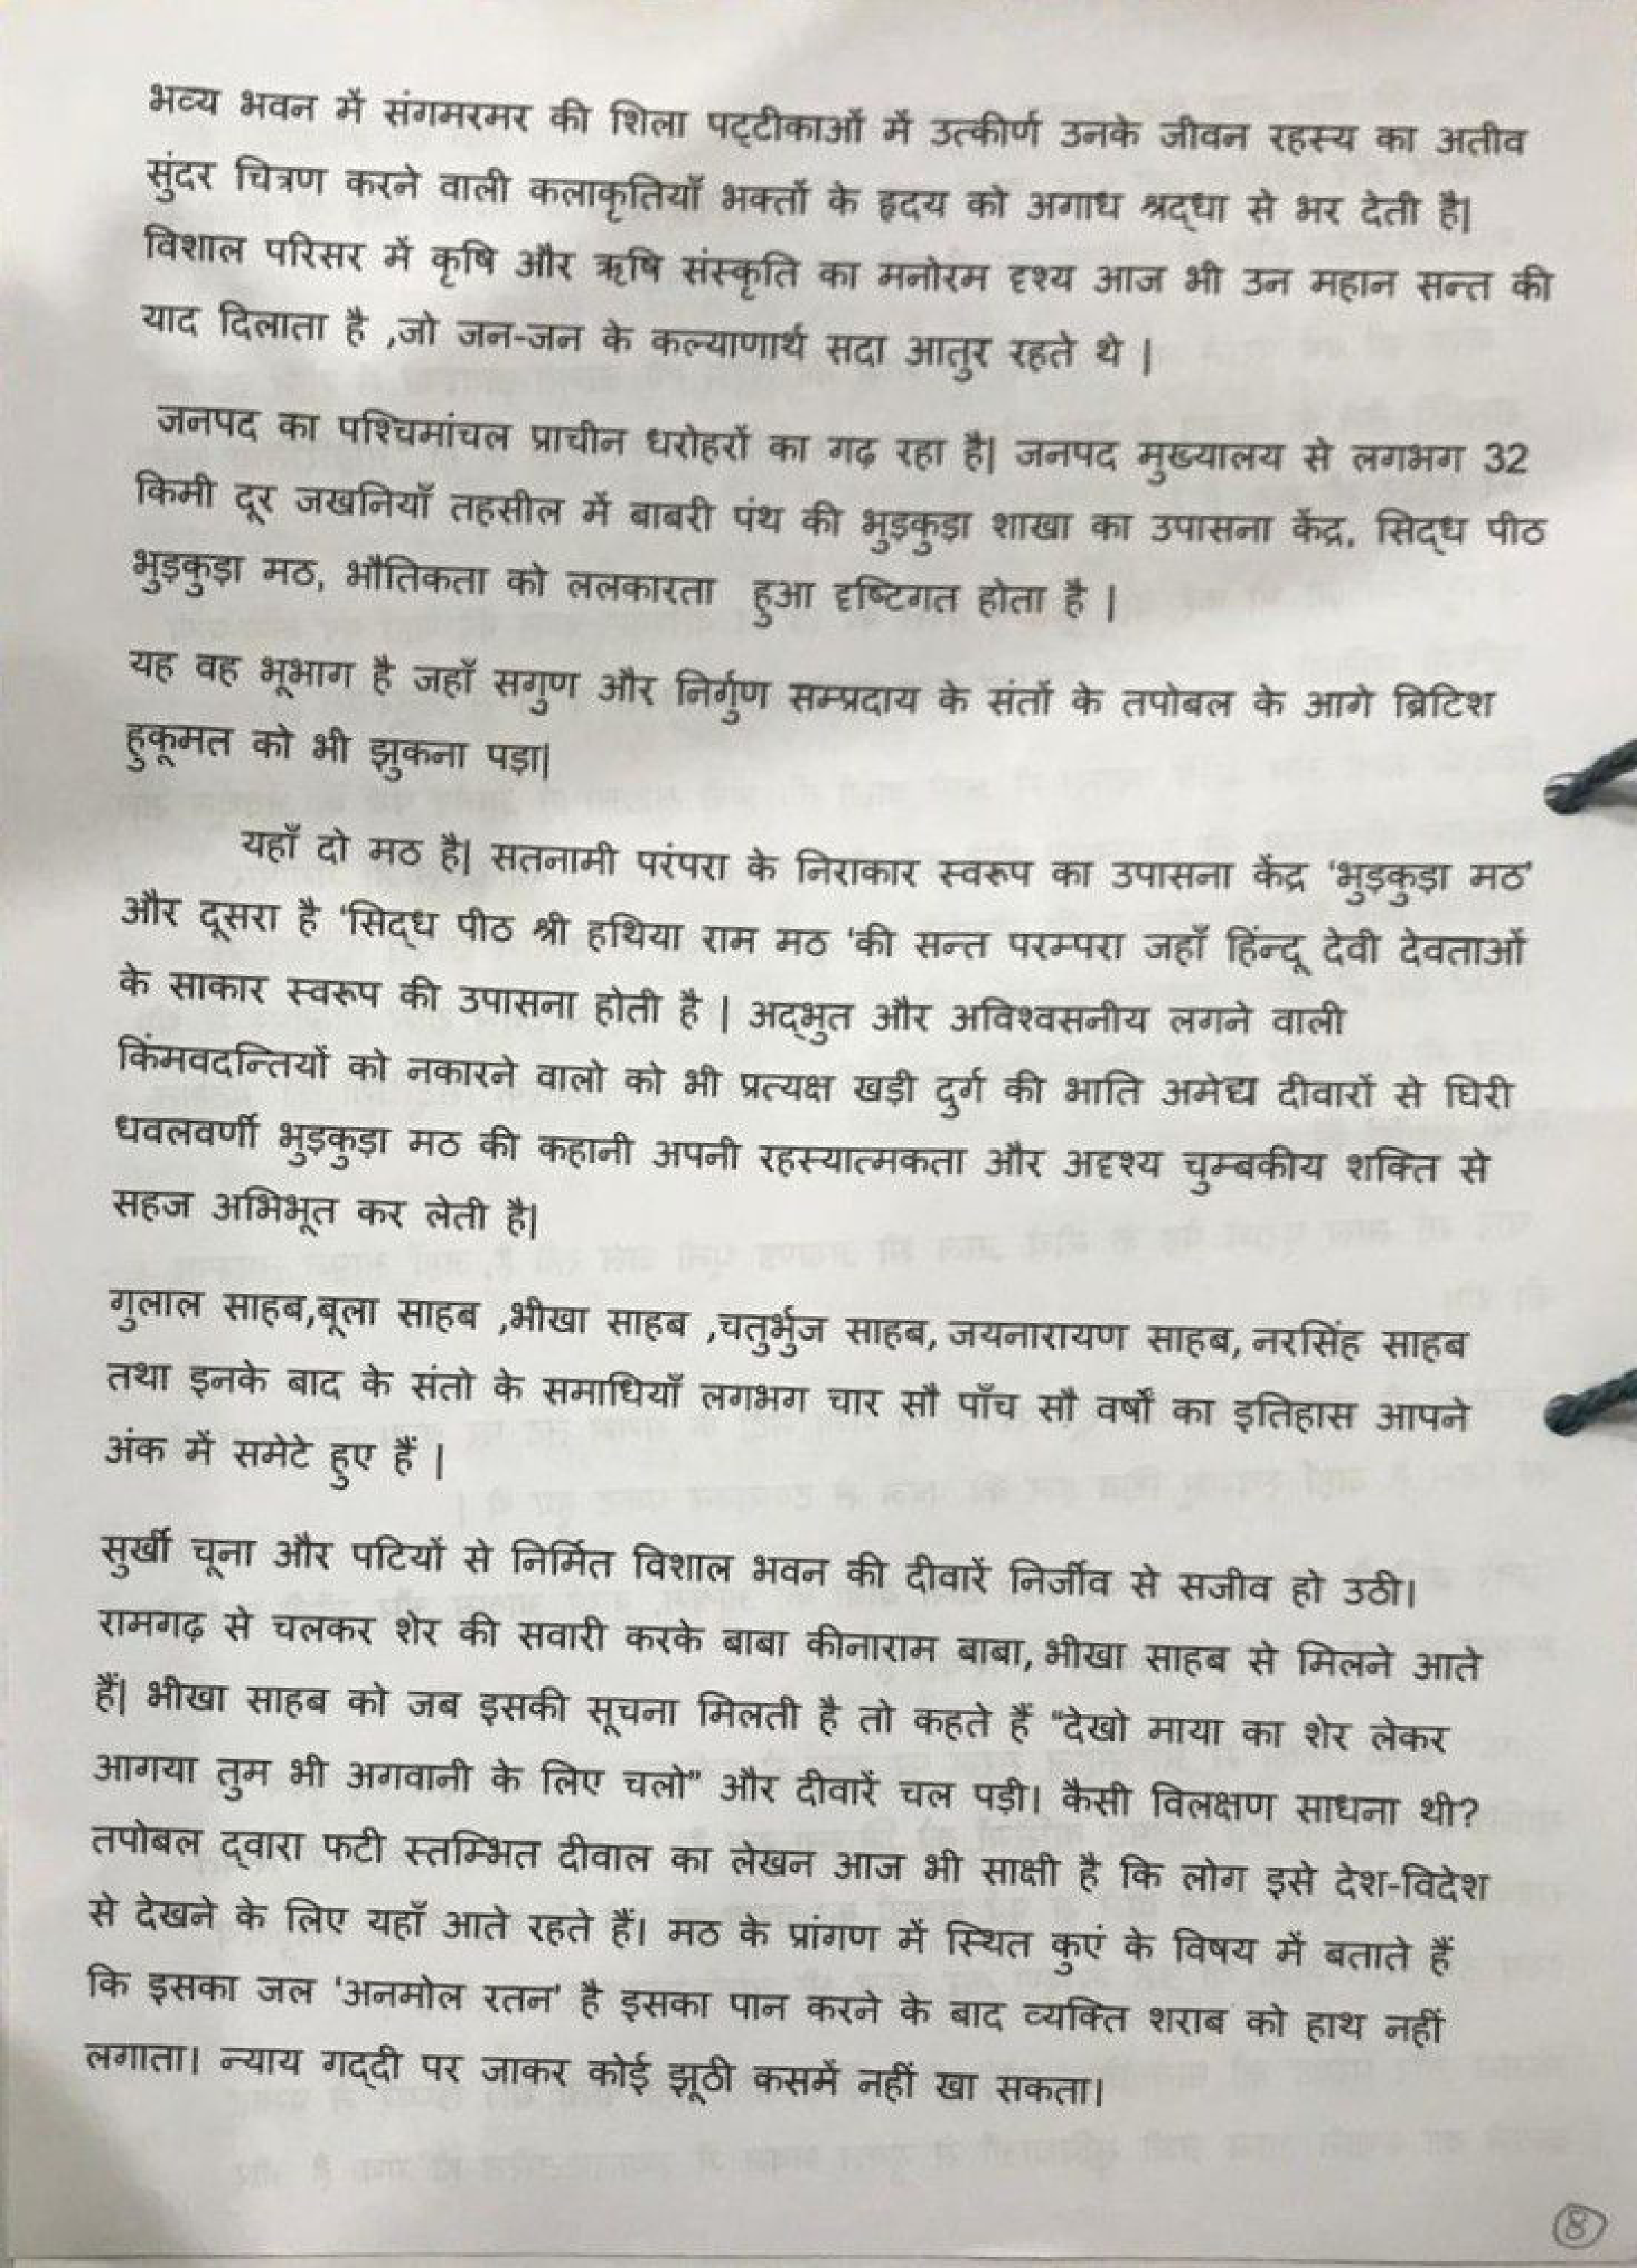 भव्य भवन में संगमरमर की शिला पट्टीकाओं में उत्कीर्ण उनके जीवन रहस्य का अतीव
सुंदर चित्रण करने वाली कलाकृतियाँ भक्तों के हृदय को अगाध श्रद्धा से भर देती है|
विशाल परिसर में कृषि और ऋषि संस्कृति का मनोरम दृश्य आज भी उन महान सन्त की
याद दिलाता है ,जो जन-जन के कल्याणार्थ सदा आतुर रहते थे |
जनपद का पश्चिमांचल प्राचीन धरोहरों का गढ़ रहा है| जनपद मुख्यालय से लगभग 32
किमी दूर जखनियाँ तहसील में बाबरी पंथ की भुड़कुड़ा शाखा का उपासना केंद्र, सिद्ध पीठ
भुड़कुड़ा मठ, भौतिकता को ललकारता हुआ दृष्टिगत होता है |
यह वह भूभाग है जहाँ सगुण और निर्गुण सम्प्रदाय के संतों के तपोबल के आगे ब्रिटिश
हुकूमत को भी झुकना पड़ा|
यहाँ दो मठ है| सतनामी परंपरा के निराकार स्वरूप का उपासना केंद्र 'भुड़कुड़ा मठ'
और दूसरा है 'सिद्ध पीठ श्री हथिया राम मठ 'की सन्त परम्परा जहाँ हिंन्दू देवी देवताओं
के साकार स्वरूप की उपासना होती है | अद्भुत और अविश्वसनीय लगने वाली
किंमवदन्तियों को नकारने वालो को भी प्रत्यक्ष खड़ी दुर्ग की भाति अमेद्य दीवारों से घिरी
धवलवर्णी भुड़कुड़ा मठ की कहानी अपनी रहस्यात्मकता और अदृश्य चुम्बकीय शक्ति से
सहज अभिभूत कर लेती है|
गुलाल साहब,बूला साहब ,भीखा साहब ,चतुर्भुज साहब, जयनारायण साहब, नरसिंह साहब
तथा इनके बाद के संतो के समाधियाँ लगभग चार सौ पाँच सौ वर्षों का इतिहास आपने
अंक में समेटे हुए हैं |
सुर्खी चूना और पटियों से निर्मित विशाल भवन की दीवारें निर्जीव से सजीव हो उठी।
रामगढ़ से चलकर शेर की सवारी करके बाबा कीनाराम बाबा, भीखा साहब से मिलने आते
हैं| भीखा साहब को जब इसकी सूचना मिलती है तो कहते हैं "देखो माया का शेर लेकर
आगया तुम भी अगवानी के लिए चलो" और दीवारें चल पड़ी। कैसी विलक्षण साधना थी?
तपोबल द्वारा फटी स्तम्भित दीवाल का लेखन आज भी साक्षी है कि लोग इसे देश-विदेश
से देखने के लिए यहाँ आते रहते हैं। मठ के प्रांगण में स्थित कुएं के विषय में बताते हैं
कि इसका जल 'अनमोल रतन' है इसका पान करने के बाद व्यक्ति शराब को हाथ नहीं
लगाता। न्याय गद्दी पर जाकर कोई झूठी कसमें नहीं खा सकता।
8